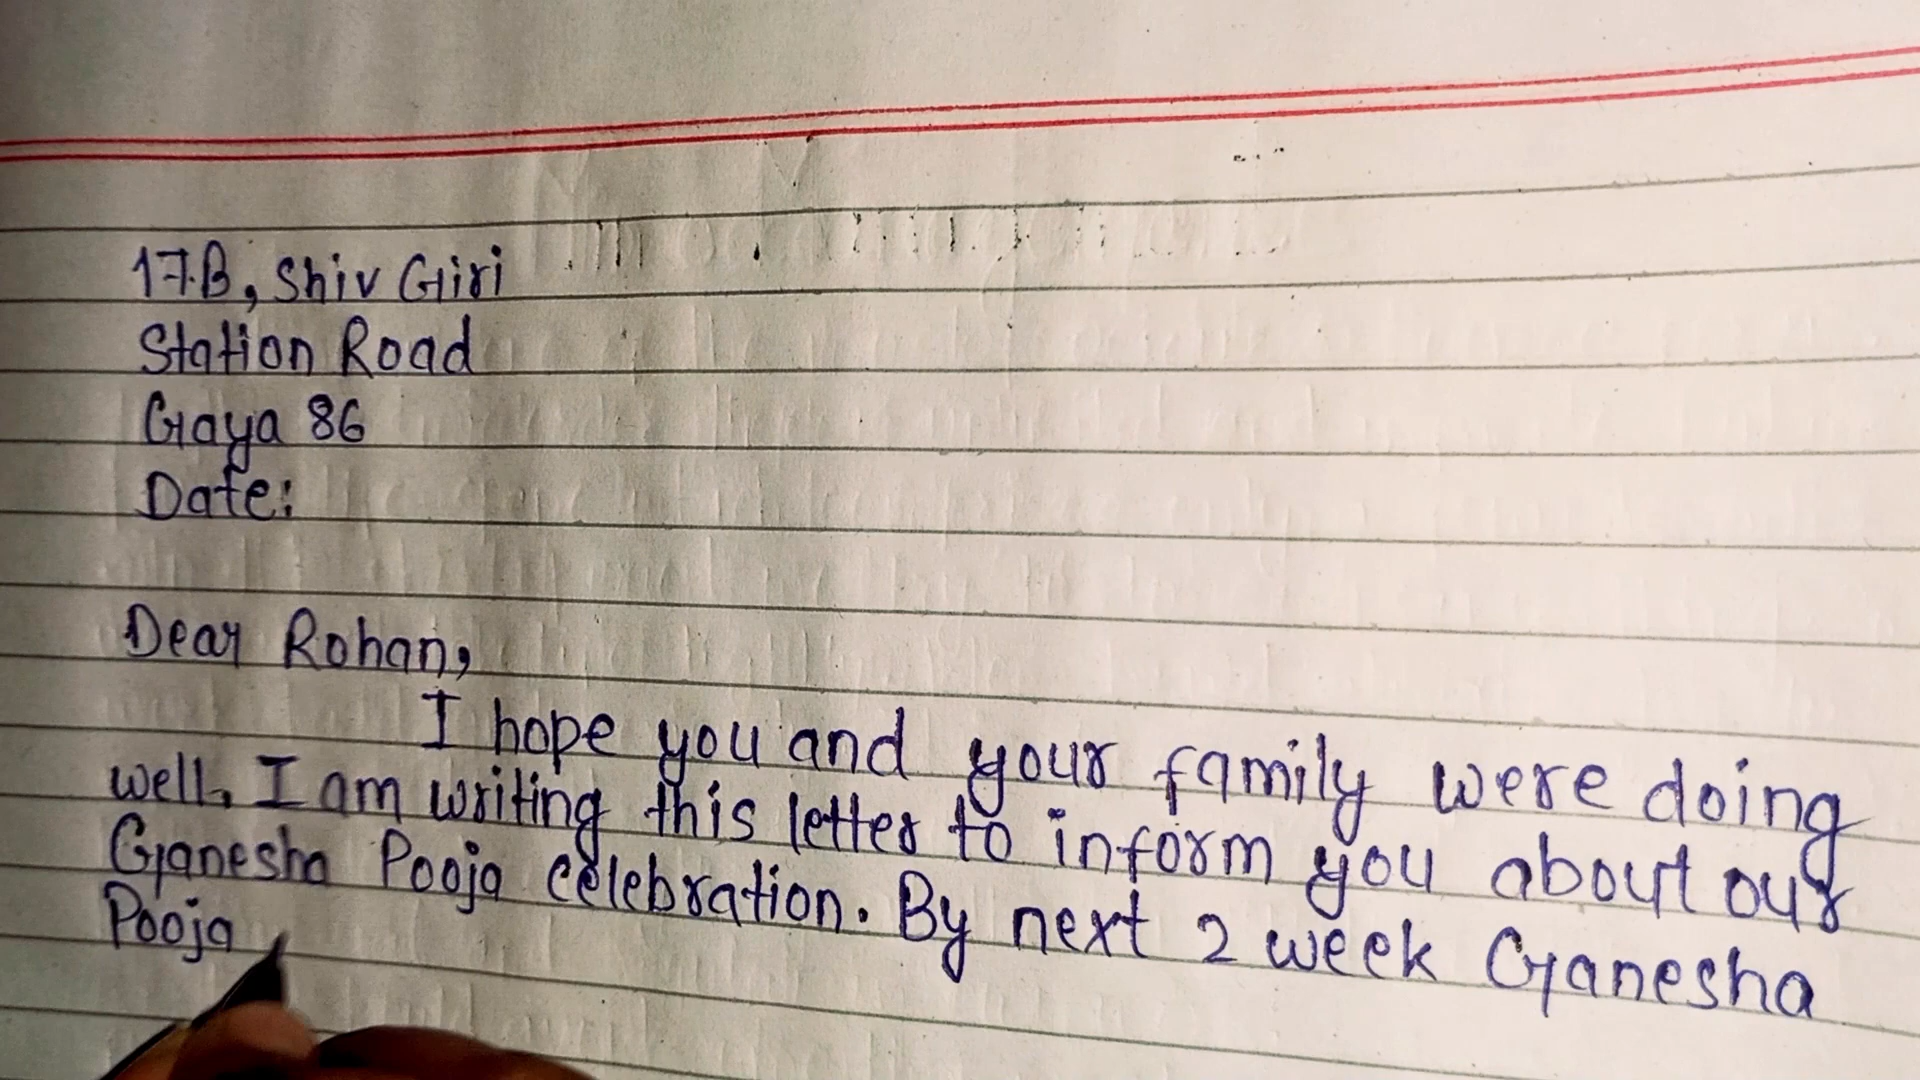 17.B, Shiv Giri
Station Road
Gaya 86
Date:
Dear Rohan,
I hope you and your family were doing
well. I am writing this letter to inform you about our
Ganesha Pooja celebration. By next 2 week Ganesha
Pooja